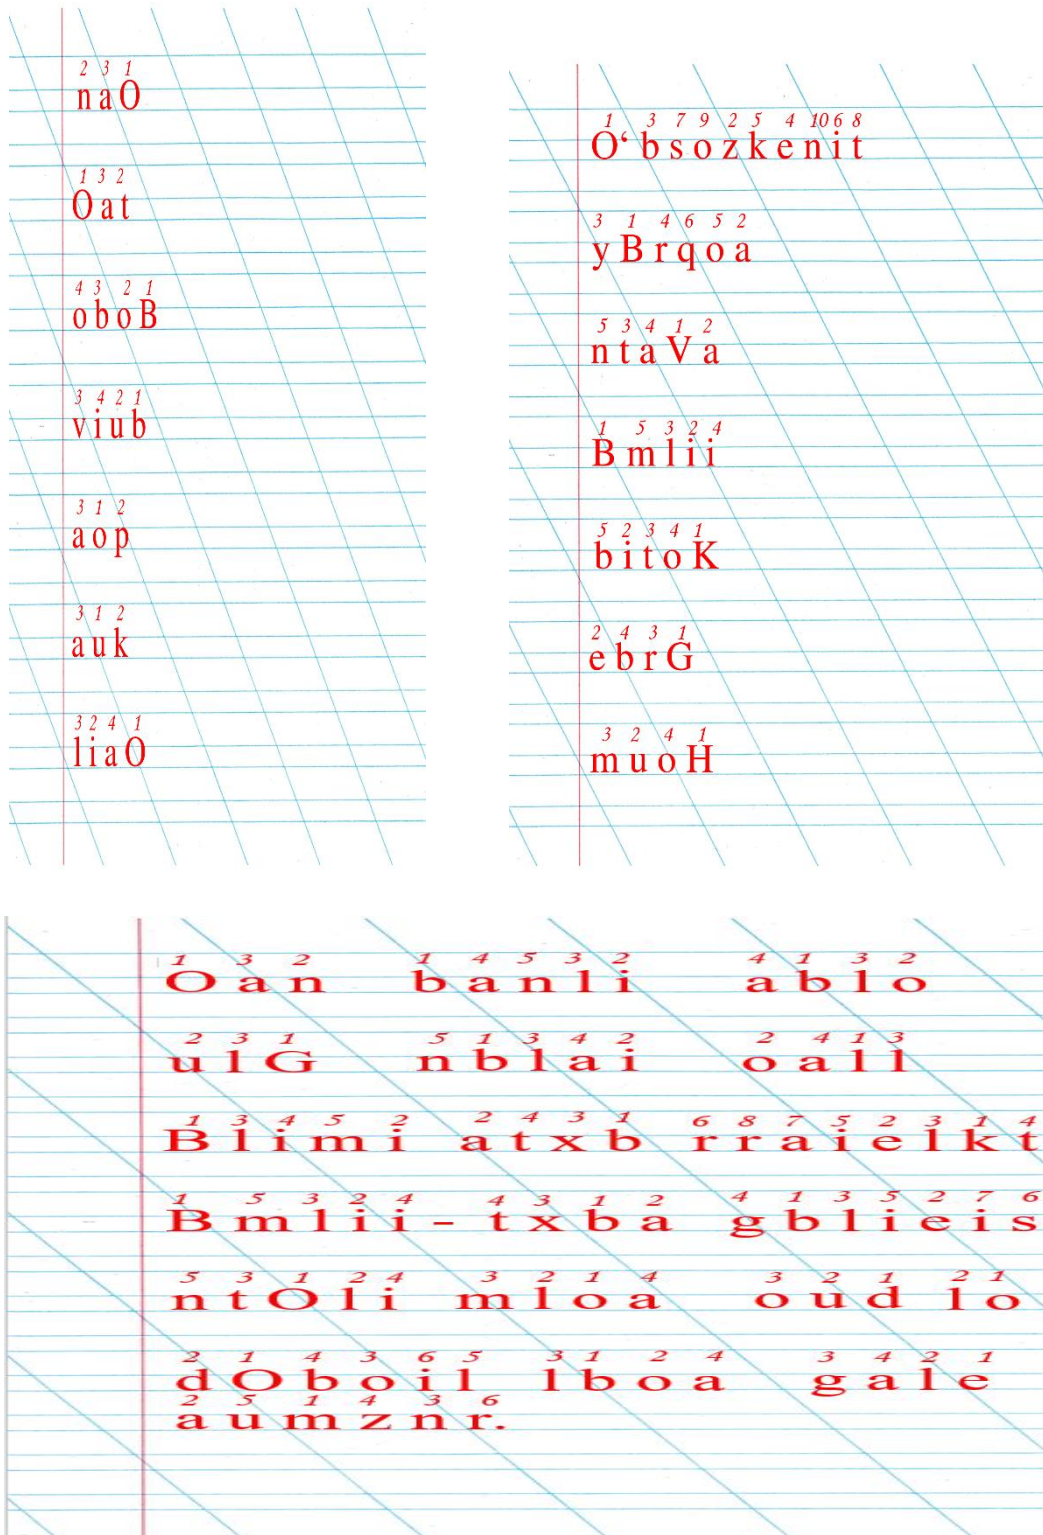 2 3 1
naO
1 3 2
Oat
4 3 2 1
oboB
3 4 2 1
viub
3 1 2
aop
3 1 2
auk
3 2 4 1
liaO
1 3 7 9 2 5 4 10 6 8
O‘bsozkenit
3 1 4 6 5 2
yBrqoa
5 3 4 1 2
ntaVa
1 5 3 2 4
Bmlii
5 2 3 4 1
bitoK
2 4 3 1
ebrG
3 2 4 1
muoH
1 3 2 1 4 5 3 2 4 1 3 2
Oan banli ablo
2 3 1 5 1 3 4 2 2 4 1 3
ulG nblai oall
1 3 4 5 2 2 4 3 1 6 8 7 5 2 3 1 4
Blimi atxb rraielkt
1 5 3 2 4 4 3 1 2 4 1 3 5 2 7 6
Bmlii-txba gblieis
5 3 1 2 4 3 2 1 4 3 2 1 2 1
ntOli mloa oud lo
2 1 4 3 6 5 3 1 2 4 3 4 2 1
dOboil lboa gale
2 5 1 4 3 6
aumznr.